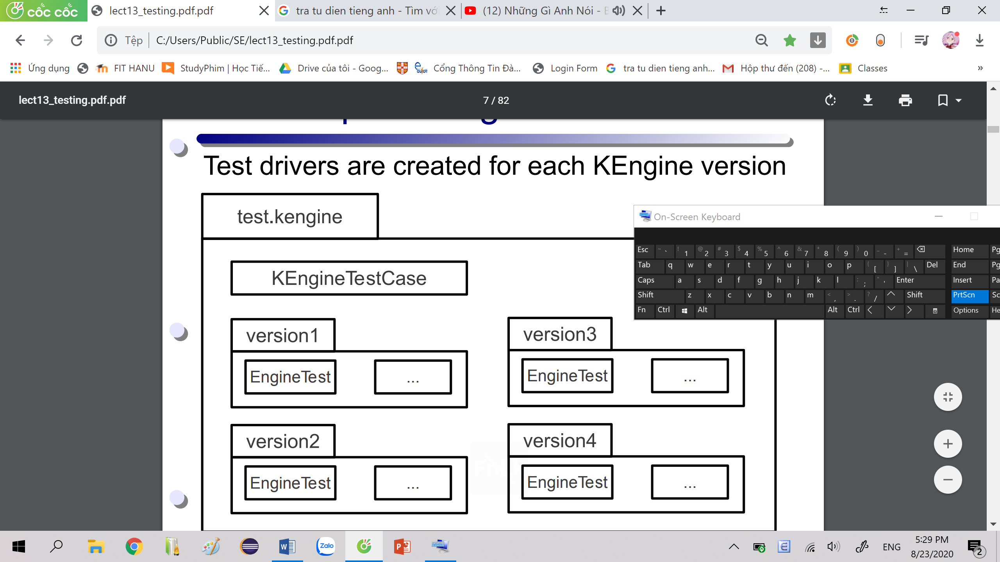 cốc cốc
lect13_testing.pdf.pdf
tra tu dien tieng anh - Tìm với
(12) Những Gì Anh Nói -
Tệp
C:/Users/Public/SE/lect13_testing.pdf.pdf
Ứng dụng
FIT HANU
StudyPhim | Học Tiế...
Drive của tôi - Goog...
edusoft
Cổng Thông Tin Đà...
Login Form
tra tu dien tieng anh...
Hộp thư đến (208) -...
Classes
»
lect13_testing.pdf.pdf
7 / 82
Test drivers are created for each KEngine version
test.kengine
KEngineTestCase
version1
EngineTest
...
version3
EngineTest
...
version2
EngineTest
...
version4
EngineTest
...
On-Screen Keyboard
Esc ~ ` ! 1 @ 2 # 3 $ 4 % 5 ^ 6 & 7 * 8 ( 9 ) 0 _ - + = Home Pg
Tab q w e r t y u i o p { [ } ] | \ Del End Pg
Caps a s d f g h j k l : ; " ' Enter Insert Pa
Shift z x c v b n m < , > . ? / Shift PrtScn Sc
Fn Ctrl Alt Alt Ctrl Options He
Zalo
ENG
5:29 PM
8/23/2020
2